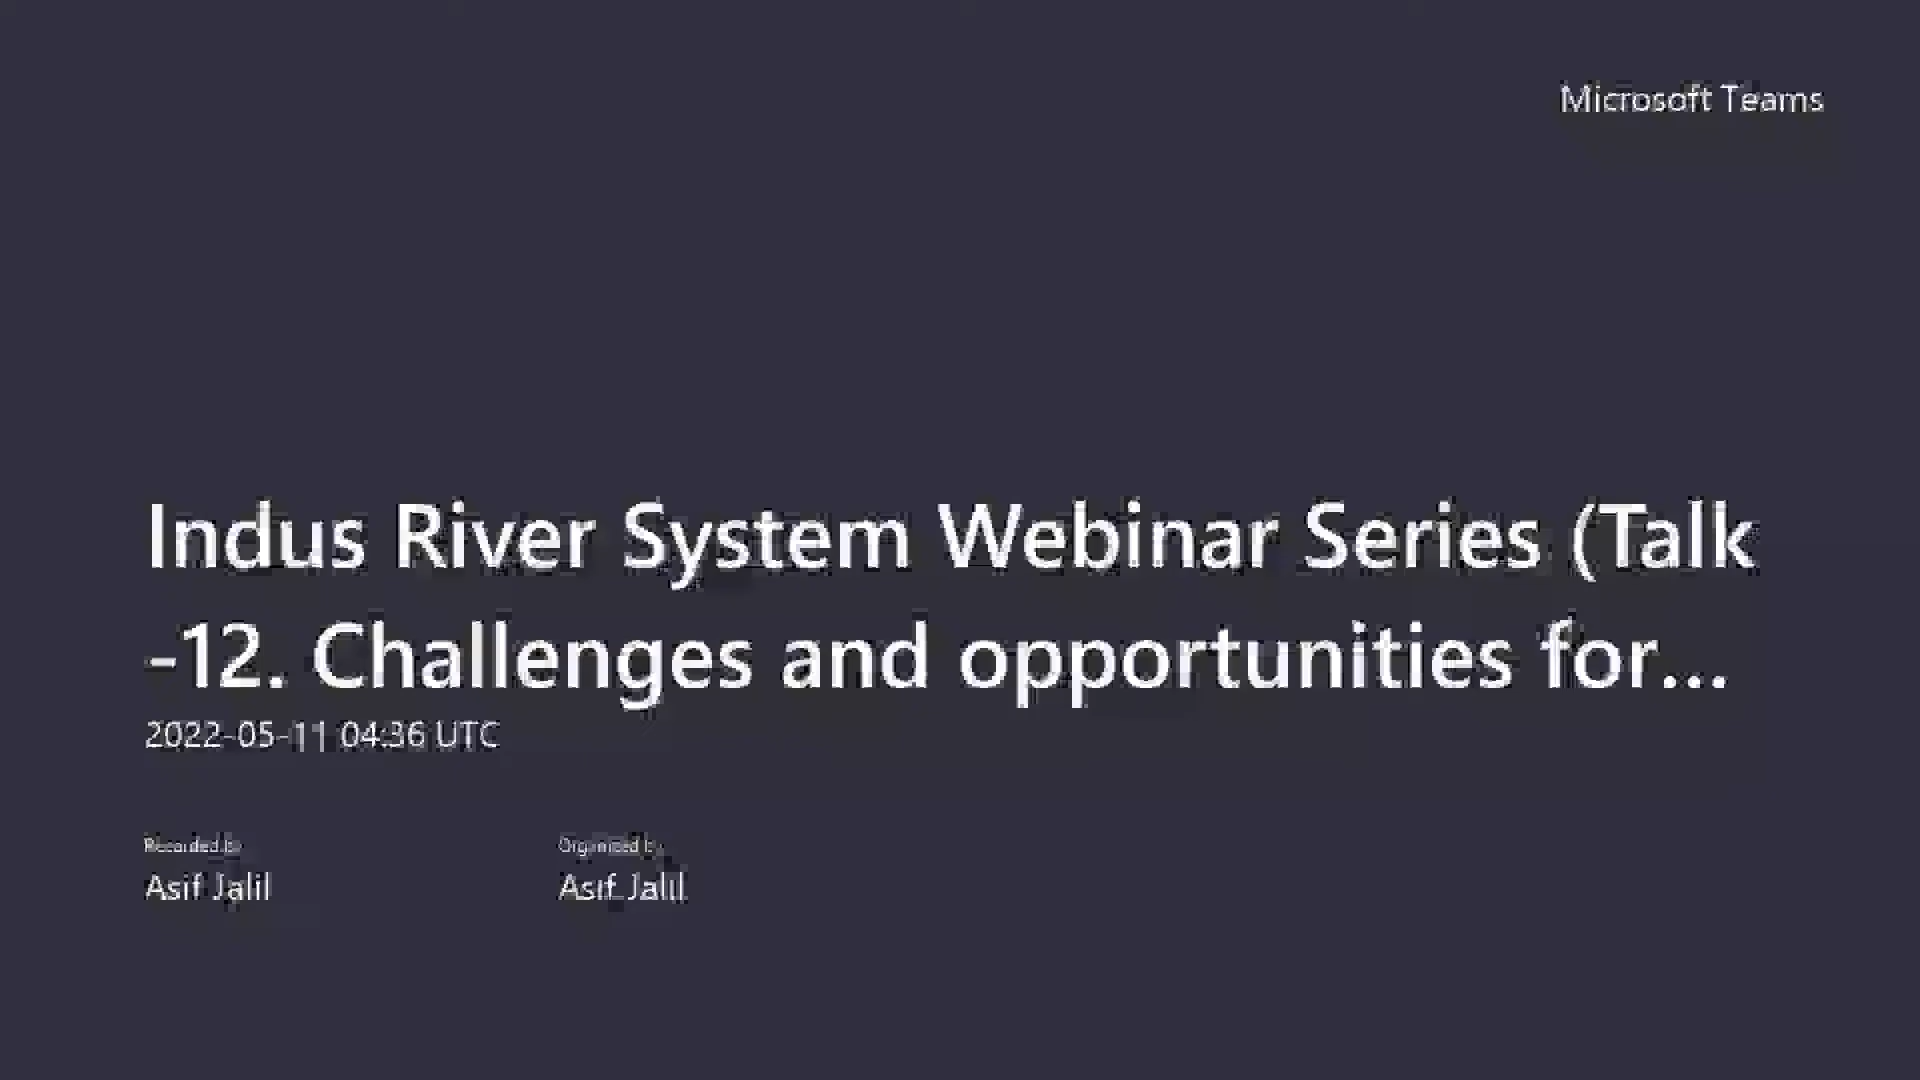 Microsoft Teams
Indus River System Webinar Series (Talk
-12. Challenges and opportunities for...
2022-05-11 04:36 UTC
Recorded by
Organized by
Asif Jalil
Asif Jalil